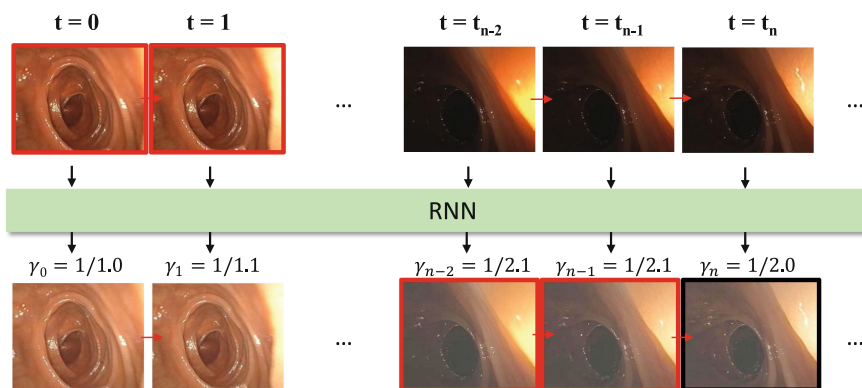 t = 0 t = 1 t = tₙ₋₂ t = tₙ₋₁ t = tₙ
... ...
RNN
γ₀ = 1/1.0 γ₁ = 1/1.1 γₙ₋₂ = 1/2.1 γₙ₋₁ = 1/2.1 γₙ = 1/2.0
... ...